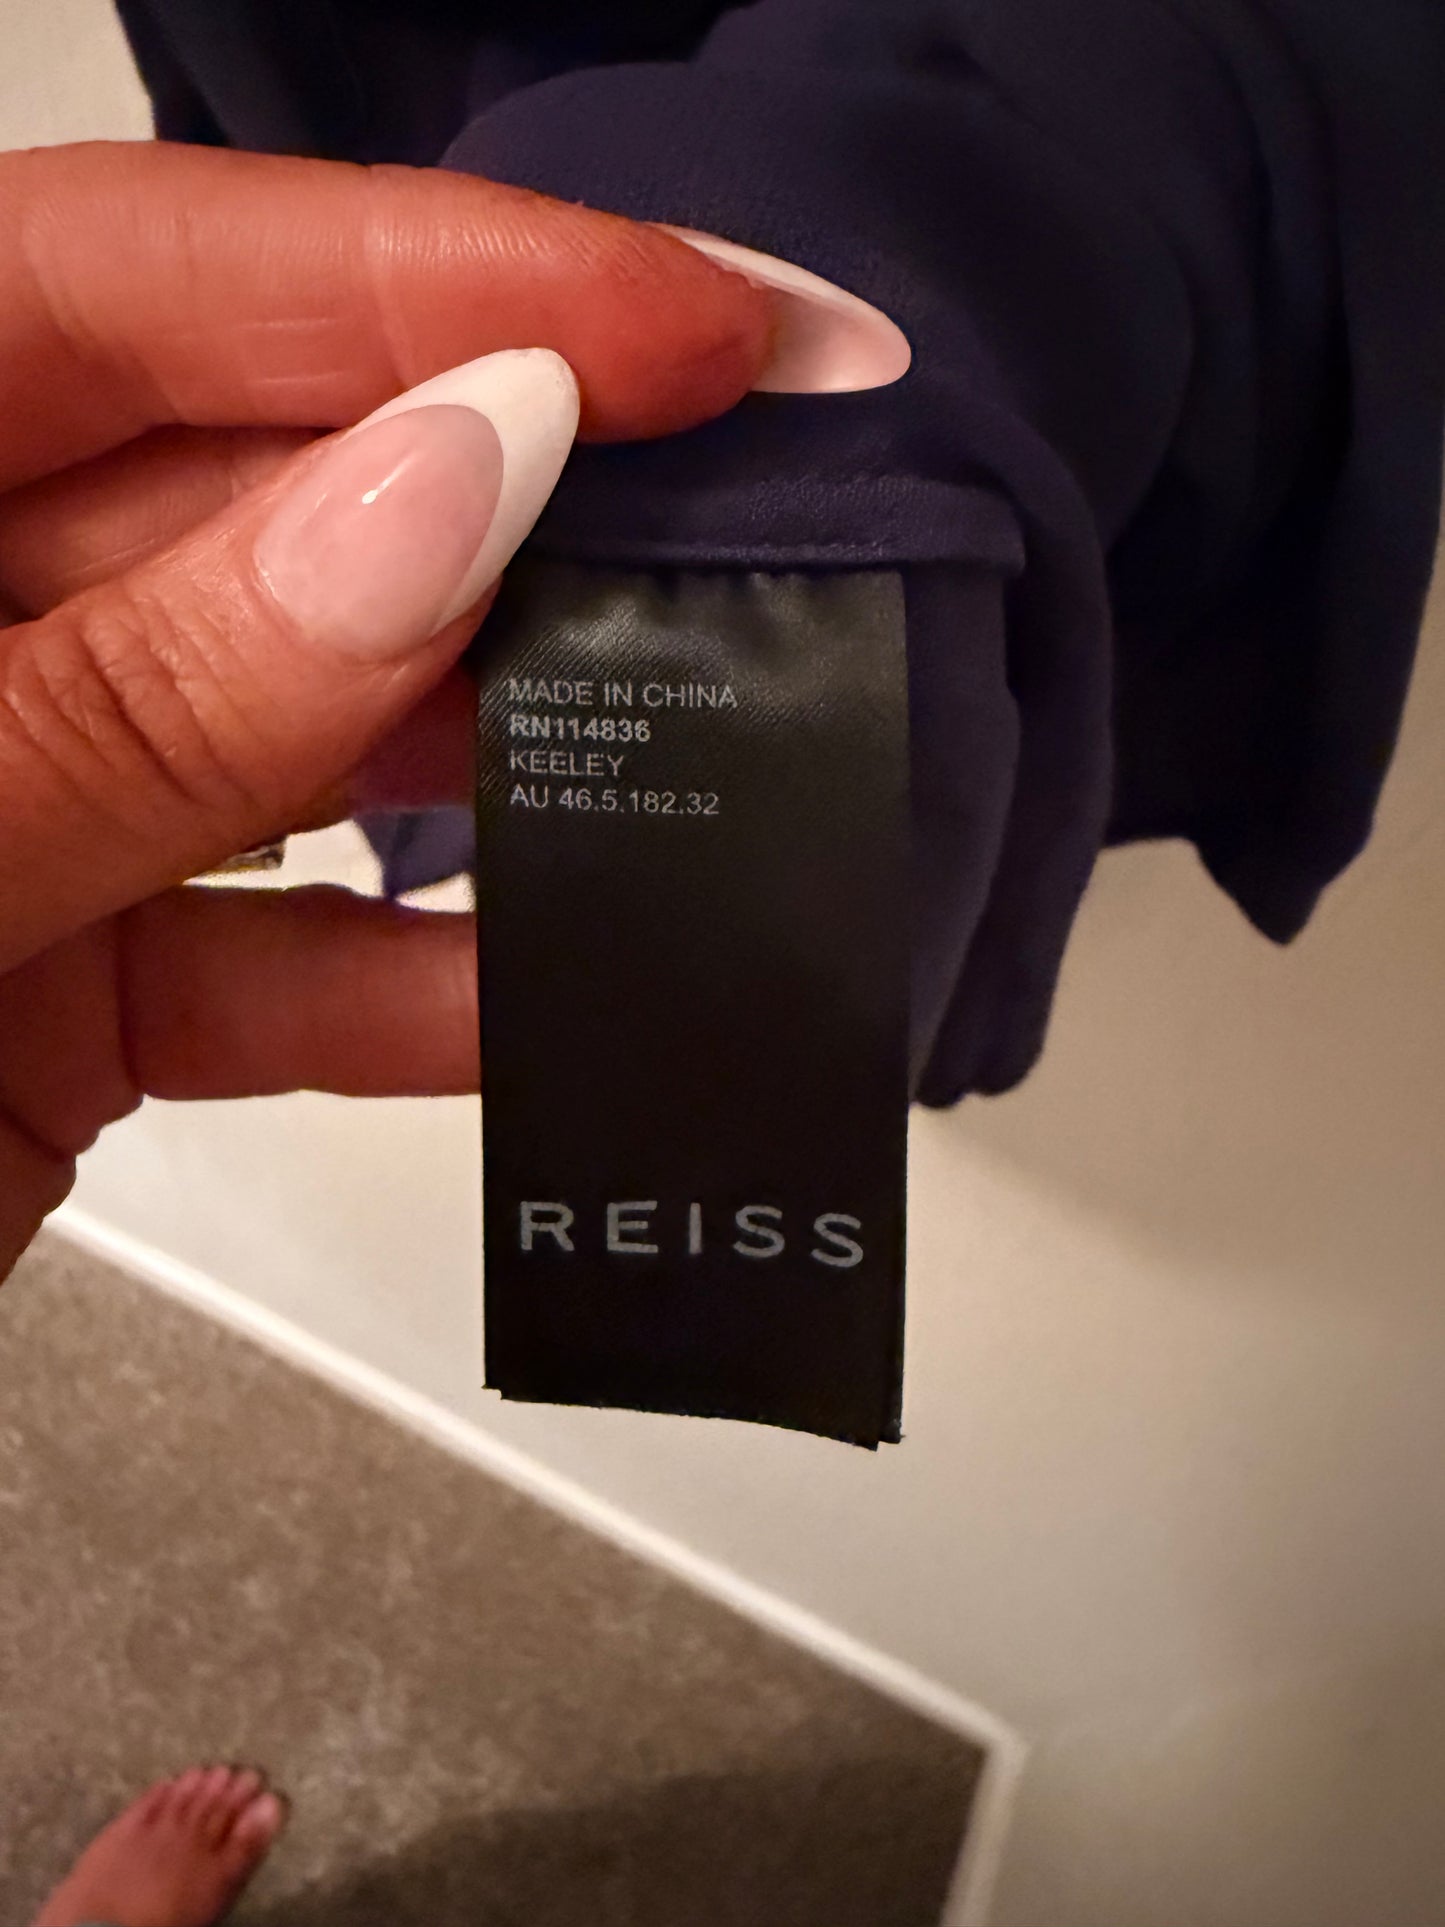 MADE IN CHINA
RN114836
KEELEY
AU 46.5.182.32
REISS